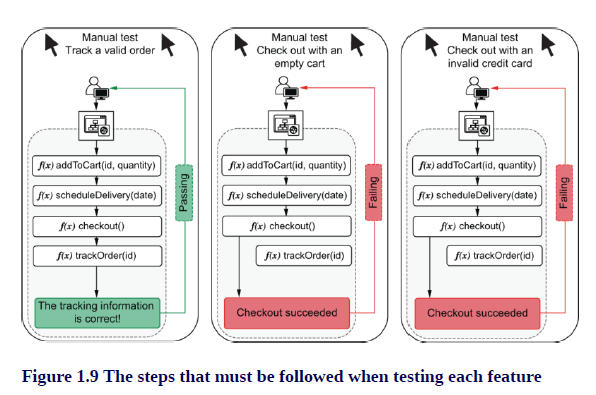 Manual test
Track a valid order
f(x) addToCart(id, quantity)
f(x) scheduleDelivery(date)
f(x) checkout()
f(x) trackOrder(id)
The tracking information
is correct!
Passing
Manual test
Check out with an
empty cart
f(x) addToCart(id, quantity)
f(x) scheduleDelivery(date)
f(x) checkout()
f(x) trackOrder(id)
Checkout succeeded
Failing
Manual test
Check out with an
invalid credit card
f(x) addToCart(id, quantity)
f(x) scheduleDelivery(date)
f(x) checkout()
f(x) trackOrder(id)
Checkout succeeded
Failing
Figure 1.9 The steps that must be followed when testing each feature